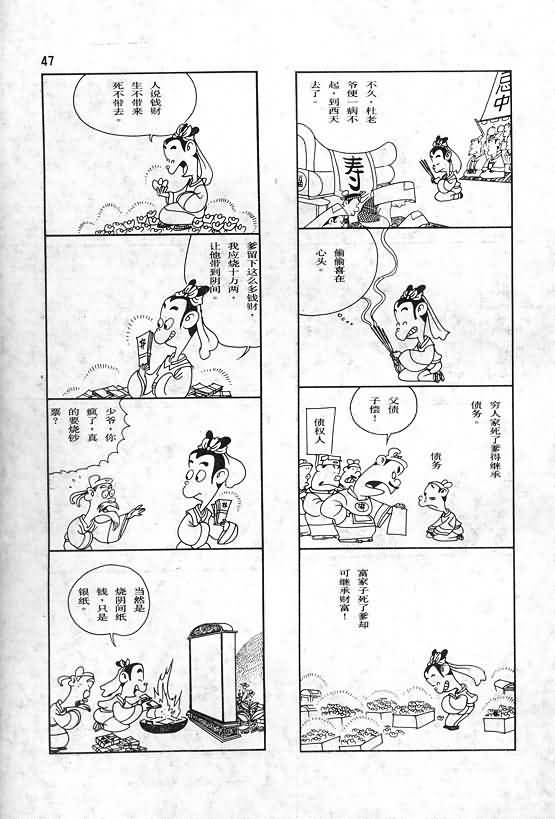 47
忌中
不久,杜老
爷便一病不
起,到西天
去了。
寿
偷偷喜在
心头。
穷人家死了爹得继承
债务。
债务
父债
子偿!
债权人
富家子死了爹却
可继承财富!
人说钱财
生不带来
死不带去。
爹留下这么多钱财,
我应烧十万两,
让他带到阴间。
少爷,你
疯了,真
的要烧钞
票?
当然是
烧阴间纸
钱,只是
银纸。